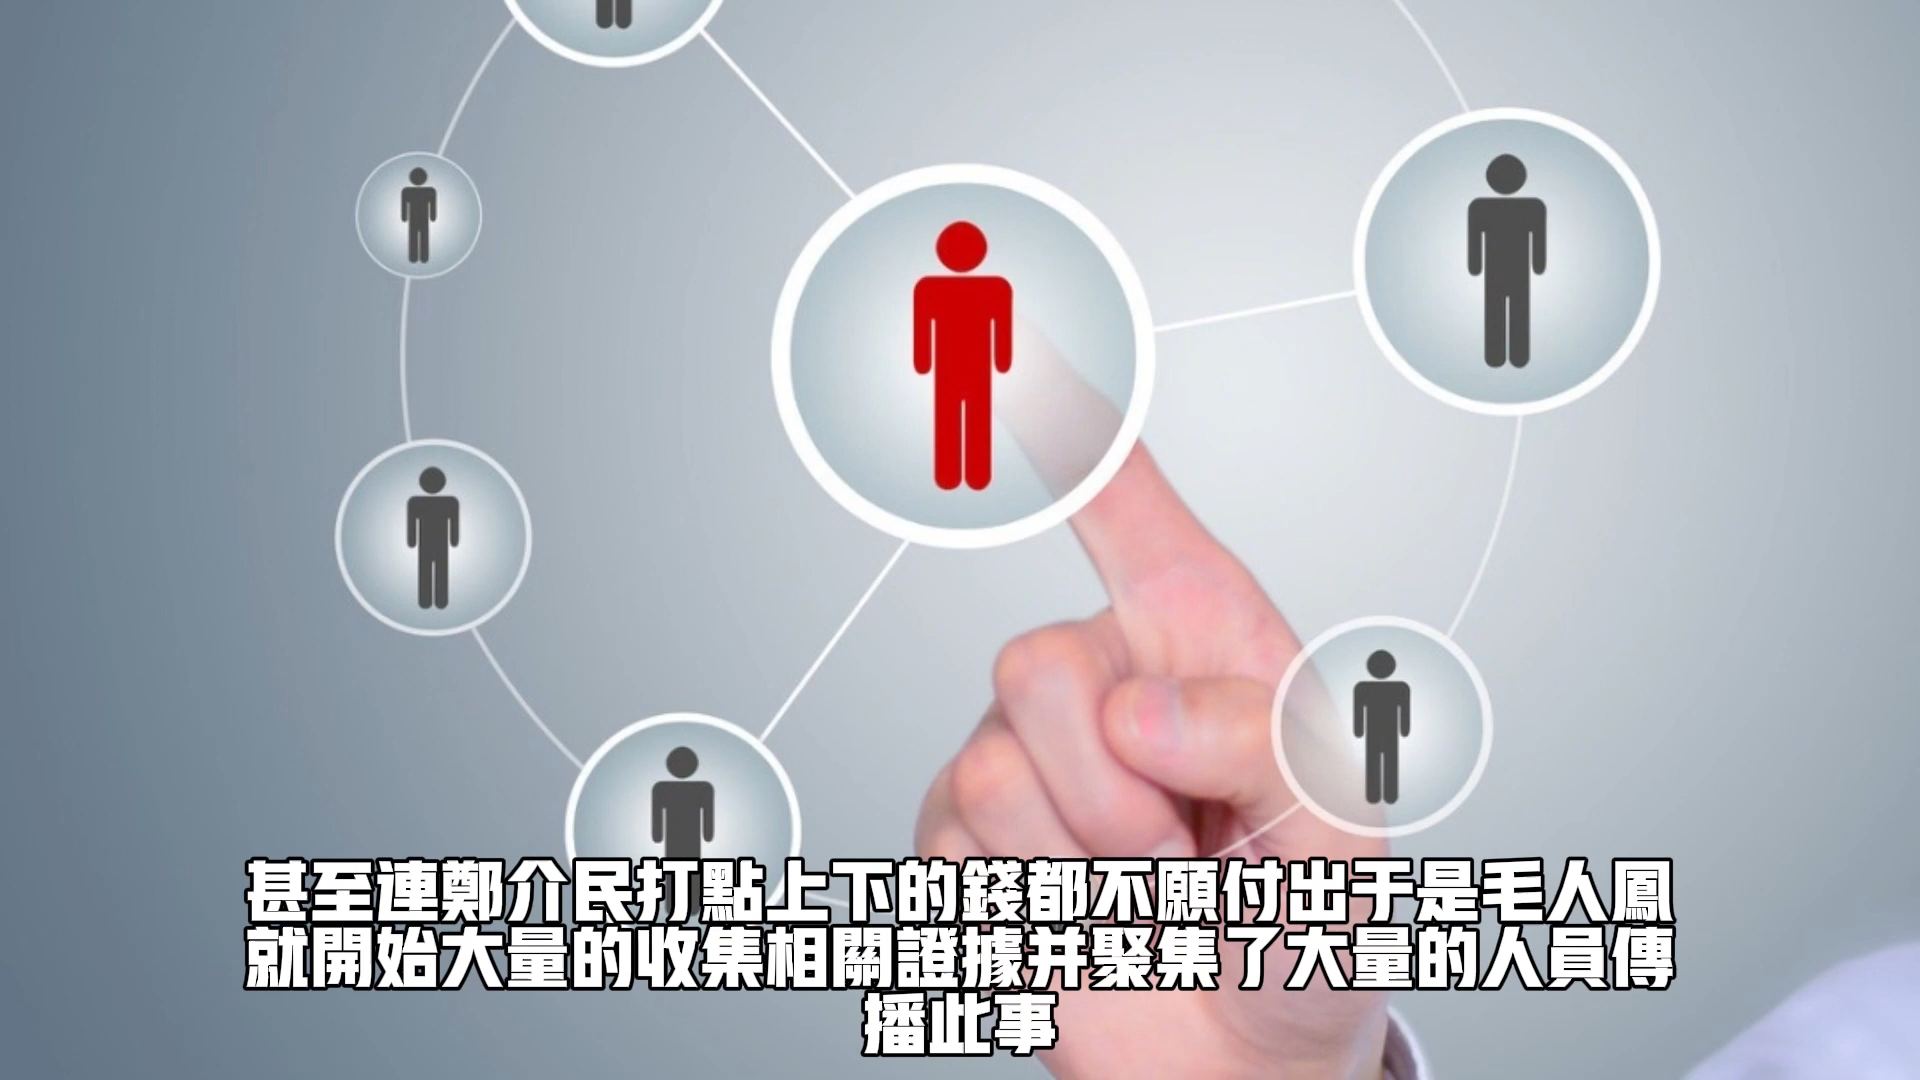 甚至連鄭介民打點上下的錢都不願付出于是毛人鳳
就開始大量的收集相關證據并聚集了大量的人員傳
播此事